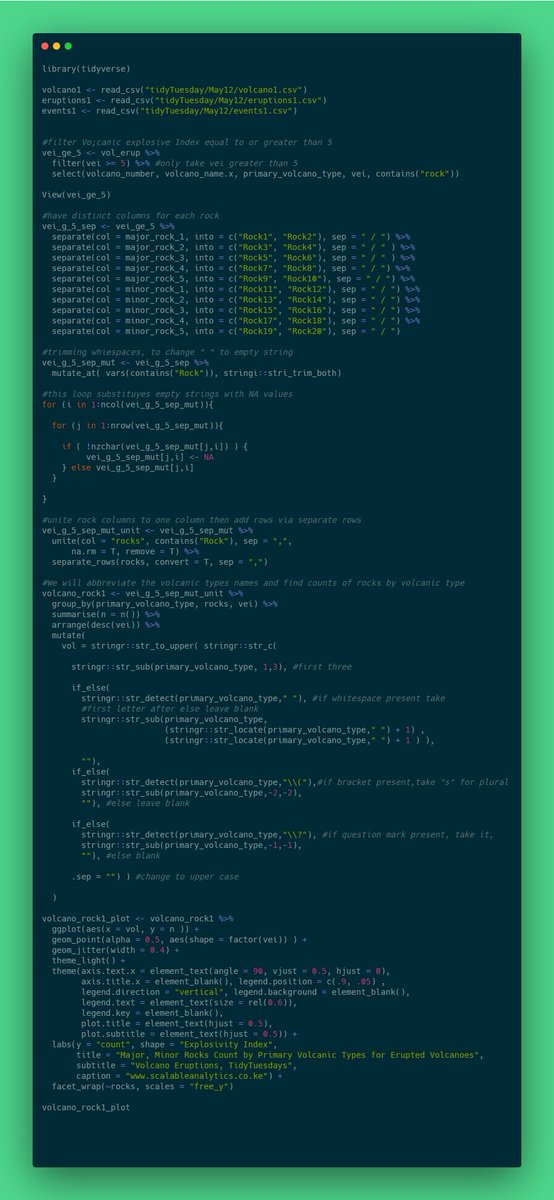 library(tidyverse)
volcano1 <- read_csv("tidyTuesday/May12/volcano1.csv")
eruptions1 <- read_csv("tidyTuesday/May12/eruptions1.csv")
events1 <- read_csv("tidyTuesday/May12/events1.csv")
#filter Vo;canic explosive Index equal to or greater than 5
vei_ge_5 <- vol_erup %>%
filter(vei >= 5) %>% #only take vei greater than 5
select(volcano_number, volcano_name.x, primary_volcano_type, vei, contains("rock"))
View(vei_ge_5)
#have distinct columns for each rock
vei_g_5_sep <- vei_ge_5 %>%
separate(col = major_rock_1, into = c("Rock1", "Rock2"), sep = " / ") %>%
separate(col = major_rock_2, into = c("Rock3", "Rock4"), sep = " / " ) %>%
separate(col = major_rock_3, into = c("Rock5", "Rock6"), sep = " / " ) %>%
separate(col = major_rock_4, into = c("Rock7", "Rock8"), sep = " / ") %>%
separate(col = major_rock_5, into = c("Rock9", "Rock10"), sep = " / ") %>%
separate(col = minor_rock_1, into = c("Rock11", "Rock12"), sep = " / ") %>%
separate(col = minor_rock_2, into = c("Rock13", "Rock14"), sep = " / ") %>%
separate(col = minor_rock_3, into = c("Rock15", "Rock16"), sep = " / ") %>%
separate(col = minor_rock_4, into = c("Rock17", "Rock18"), sep = " / ") %>%
separate(col = minor_rock_5, into = c("Rock19", "Rock20"), sep = " / ")
#trimming whiespaces, to change " " to empty string
vei_g_5_sep_mut <- vei_g_5_sep %>%
mutate_at( vars(contains("Rock")), stringi::stri_trim_both)
#this loop substituyes empty strings with NA values
for (i in 1:ncol(vei_g_5_sep_mut)){
for (j in 1:nrow(vei_g_5_sep_mut)){
if ( !nzchar(vei_g_5_sep_mut[j,i]) ) {
vei_g_5_sep_mut[j,i] <- NA
} else vei_g_5_sep_mut[j,i]
}
}
#unite rock columns to one column then add rows via separate rows
vei_g_5_sep_mut_unit <- vei_g_5_sep_mut %>%
unite(col = "rocks", contains("Rock"), sep = ",",
na.rm = T, remove = T) %>%
separate_rows(rocks, convert = T, sep = ",")
#We will abbreviate the volcanic types names and find counts of rocks by volcanic type
volcano_rock1 <- vei_g_5_sep_mut_unit %>%
group_by(primary_volcano_type, rocks, vei) %>%
summarise(n = n()) %>%
arrange(desc(vei)) %>%
mutate(
vol = stringr::str_to_upper( stringr::str_c(
stringr::str_sub(primary_volcano_type, 1,3), #first three
if_else(
stringr::str_detect(primary_volcano_type," "), #if whitespace present take
#first letter after else leave blank
stringr::str_sub(primary_volcano_type,
(stringr::str_locate(primary_volcano_type," ") + 1) ,
(stringr::str_locate(primary_volcano_type," ") + 1 ) ),
""),
if_else(
stringr::str_detect(primary_volcano_type,"\\("),#if bracket present,take "s" for plural
stringr::str_sub(primary_volcano_type,-2,-2),
""), #else leave blank
if_else(
stringr::str_detect(primary_volcano_type,"\\?"), #if question mark present, take it,
stringr::str_sub(primary_volcano_type,-1,-1),
""), #else blank
.sep = "") ) #change to upper case
)
volcano_rock1_plot <- volcano_rock1 %>%
ggplot(aes(x = vol, y = n )) +
geom_point(alpha = 0.5, aes(shape = factor(vei)) ) +
geom_jitter(width = 0.4) +
theme_light() +
theme(axis.text.x = element_text(angle = 90, vjust = 0.5, hjust = 0),
axis.title.x = element_blank(), legend.position = c(.9, .05) ,
legend.direction = "vertical", legend.background = element_blank(),
legend.text = element_text(size = rel(0.6)),
legend.key = element_blank(),
plot.title = element_text(hjust = 0.5),
plot.subtitle = element_text(hjust = 0.5)) +
labs(y = "count", shape = "Explosivity Index",
title = "Major, Minor Rocks Count by Primary Volcanic Types for Erupted Volcanoes",
subtitle = "Volcano Eruptions, TidyTuesdays",
caption = "www.scalableanalytics.co.ke") +
facet_wrap(~rocks, scales = "free_y")
volcano_rock1_plot